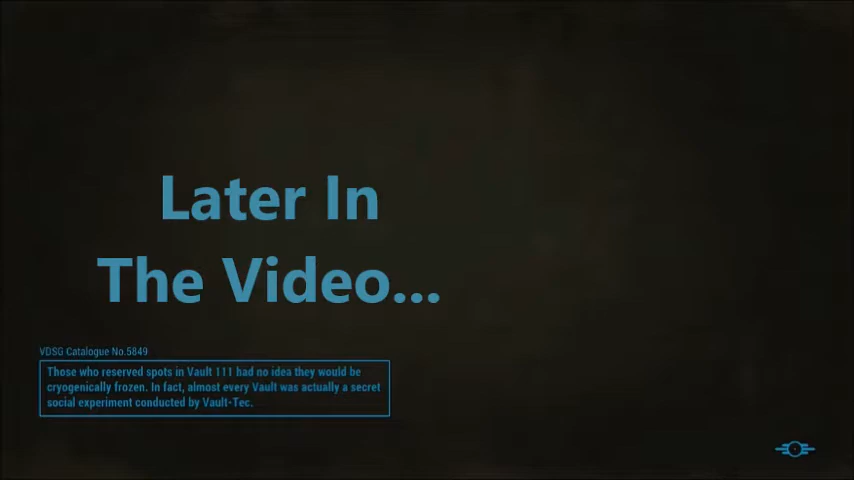 Later In
The Video...
VDSG Catalogue No.5849
Those who reserved spots in Vault 111 had no idea they would be
cryogenically frozen. In fact, almost every Vault was actually a secret
social experiment conducted by Vault-Tec.